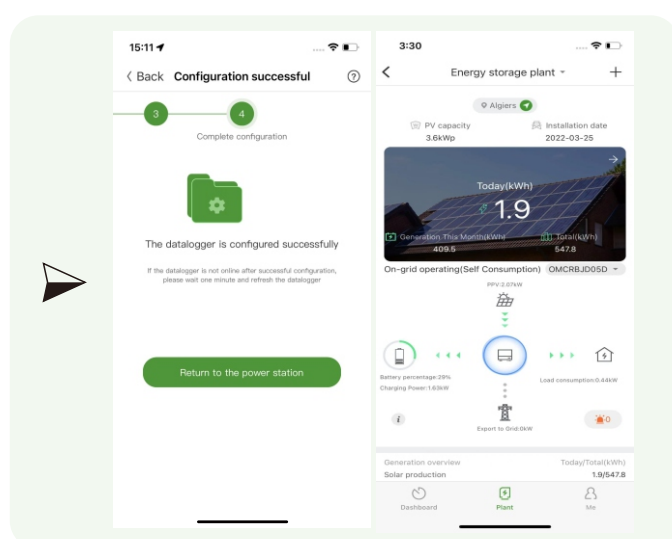 15:11
Back Configuration successful ?
3 4
Complete configuration
The datalogger is configured successfully
If the datalogger is not online after successful configuration,
please wait one minute and refresh the datalogger
Return to the power station
3:30
Energy storage plant
Algiers
PV capacity
3.6kWp
Installation date
2022-03-25
Today(kWh)
1.9
Generation This Month(kWh)
409.5
Total(kWh)
547.8
On-grid operating(Self Consumption) OMCRBJD05D
PPV:2.07kW
Battery percentage:29%
Charging Power:1.63kW
Load consumption:0.44kW
i
Export to Grid:0kW
0
Generation overview Today/Total(kWh)
Solar production 1.9/547.8
Dashboard Plant Me